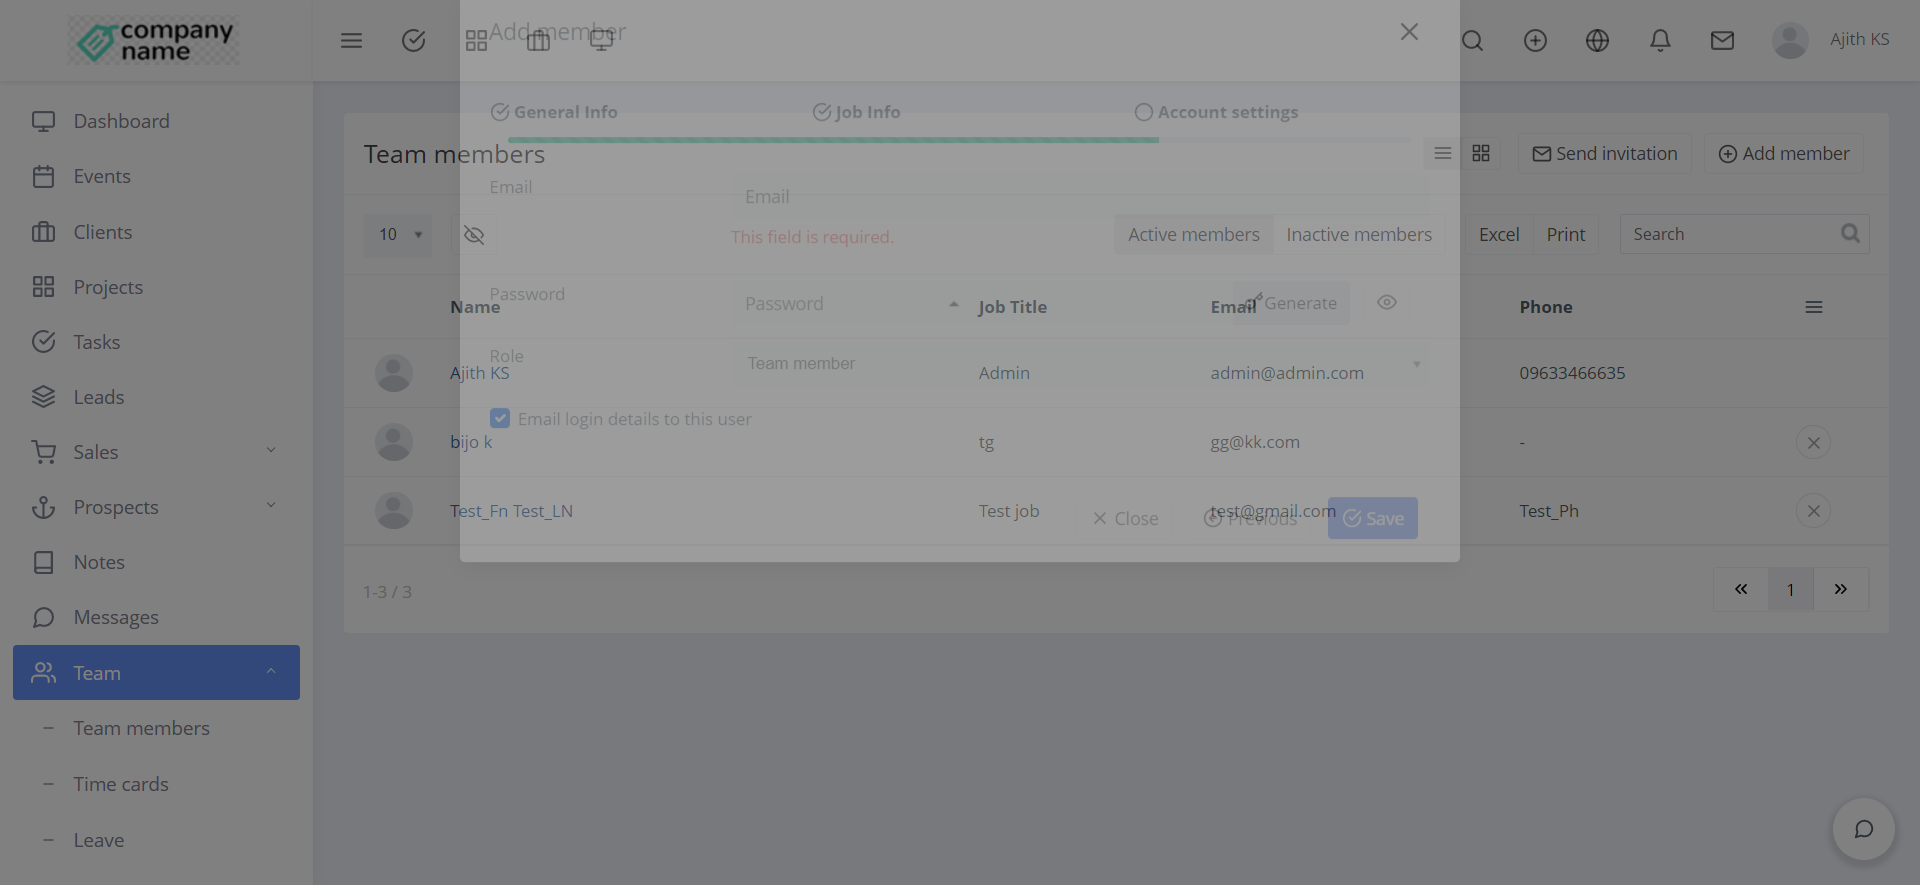 company
name
Ajith KS
Dashboard
Events
Clients
Projects
Tasks
Leads
Sales
Prospects
Notes
Messages
Team
Team members
Time cards
Leave
Add member
General Info
Job Info
Account settings
Email
Email
This field is required.
Password
Password
Generate
Role
Team member
Email login details to this user
Close
Previous
Save
Team members
Send invitation
Add member
10
Active members
Inactive members
Excel
Print
Search
Name
Job Title
Email
Phone
Ajith KS
Admin
admin@admin.com
09633466635
bijo k
tg
gg@kk.com
-
Test_Fn Test_LN
Test job
test@gmail.com
Test_Ph
1-3 / 3
1